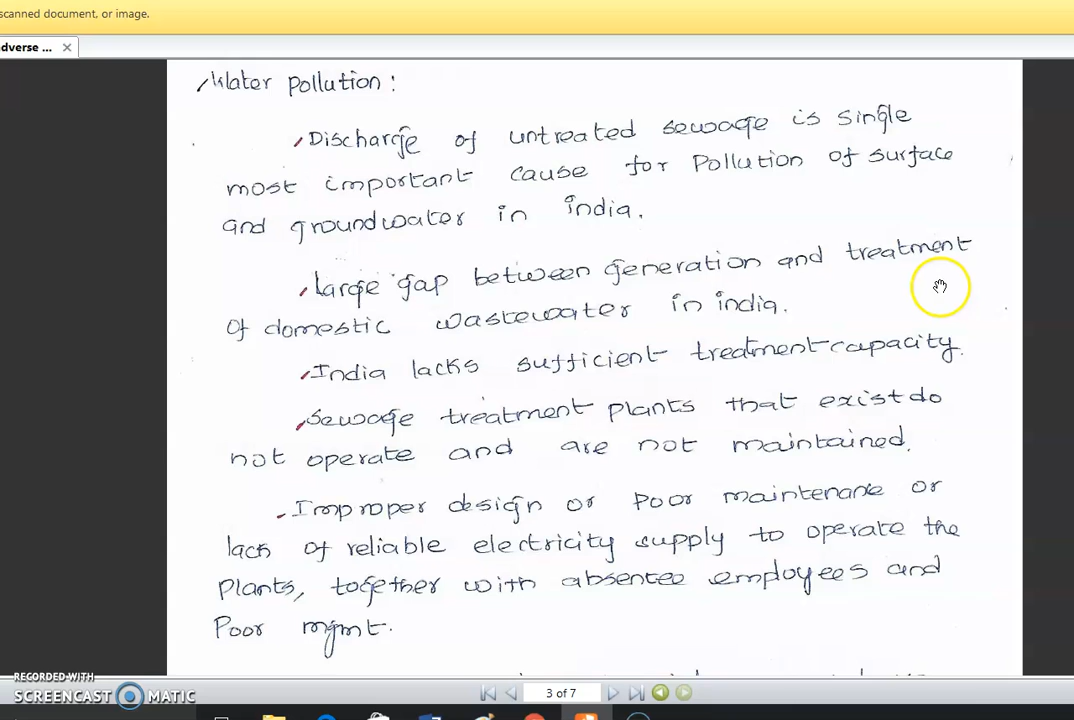 scanned document, or image.
dverse ...
Water pollution :
Discharge of untreated sewage is single
most important cause for Pollution of surface
and groundwater in india.
Large gap between generation and treatment
Of domestic wastewater in india.
India lacks sufficient treatment capacity.
Sewage treatment plants that exist do
not operate and are not maintained.
Improper design or Poor maintenane or
lack of reliable electricity supply to operate the
Plants, together with absentee employees and
Poor mgmt.
RECORDED WITH
SCREENCAST MATIC
3 of 7